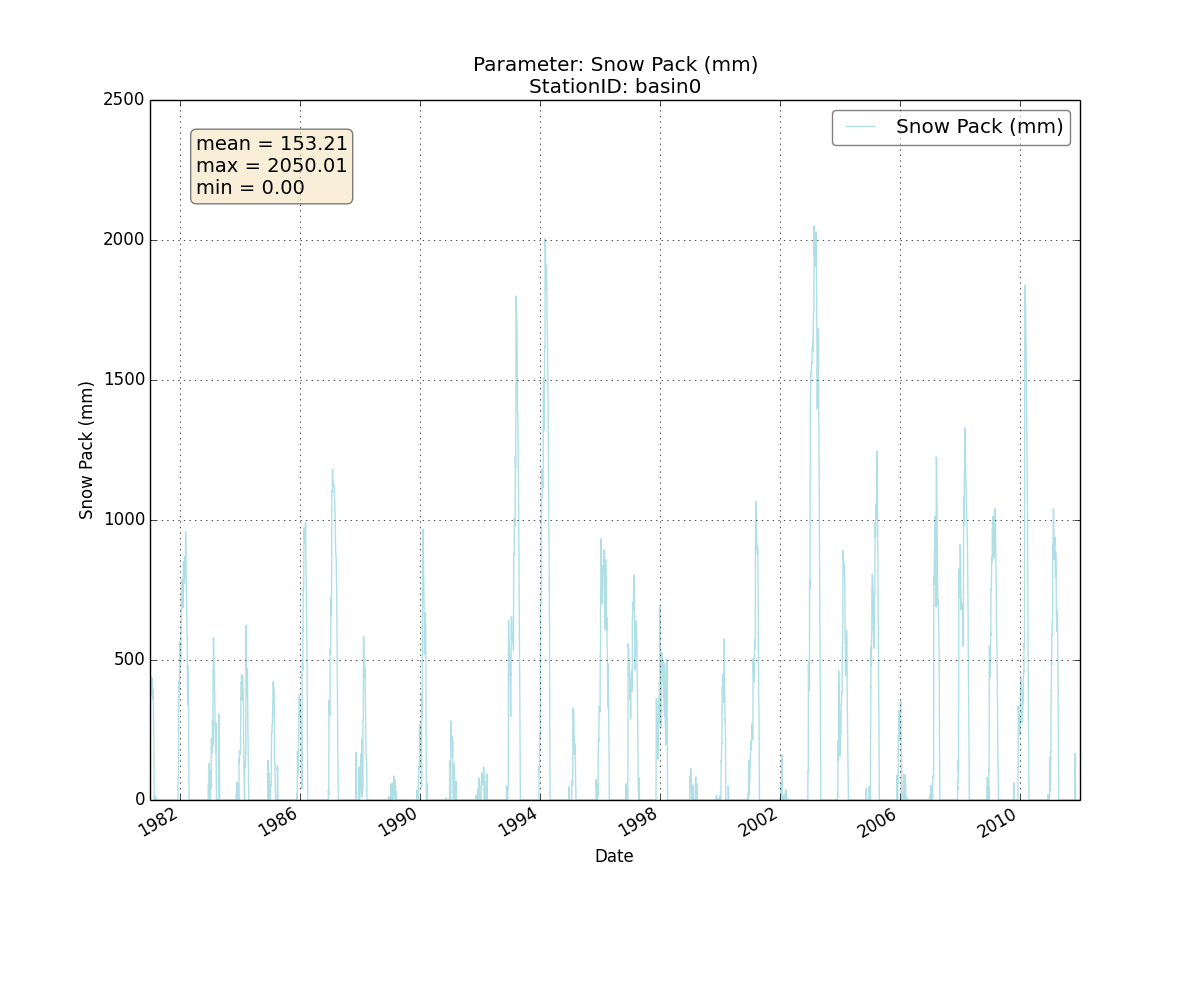 Parameter: Snow Pack (mm)
StationID: basin0
mean = 153.21
max = 2050.01
min = 0.00
Snow Pack (mm)
2500
2000
1500
1000
500
0
Snow Pack (mm)
1982
1986
1990
1994
1998
2002
2006
2010
Date